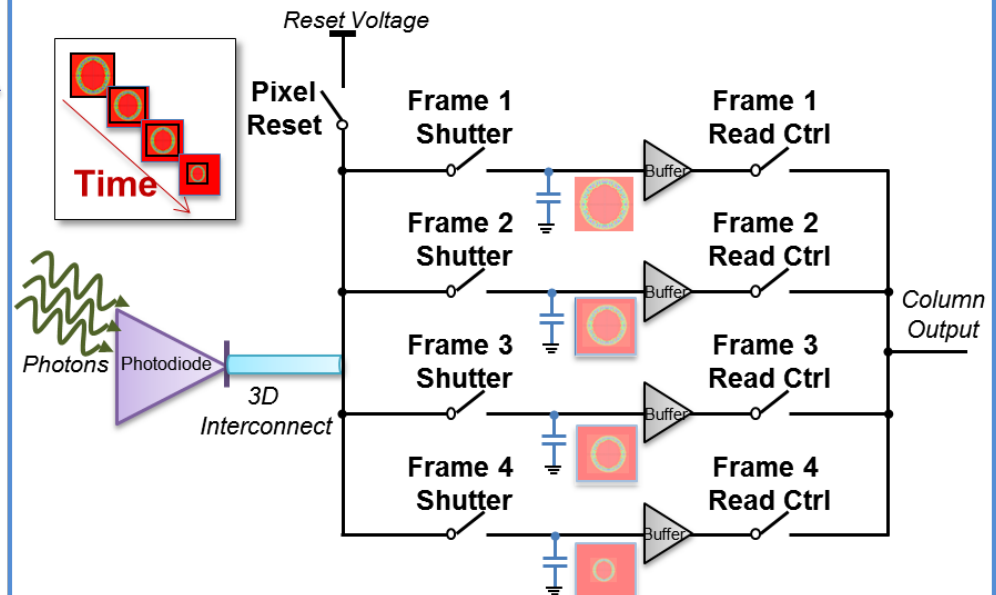 Reset Voltage
Pixel
Reset
Time
Frame 1
Shutter
Frame 1
Read Ctrl
Buffer
Frame 2
Shutter
Frame 2
Read Ctrl
Buffer
Photons
Photodiode
3D
Interconnect
Column
Output
Frame 3
Shutter
Frame 3
Read Ctrl
Buffer
Frame 4
Shutter
Frame 4
Read Ctrl
Buffer